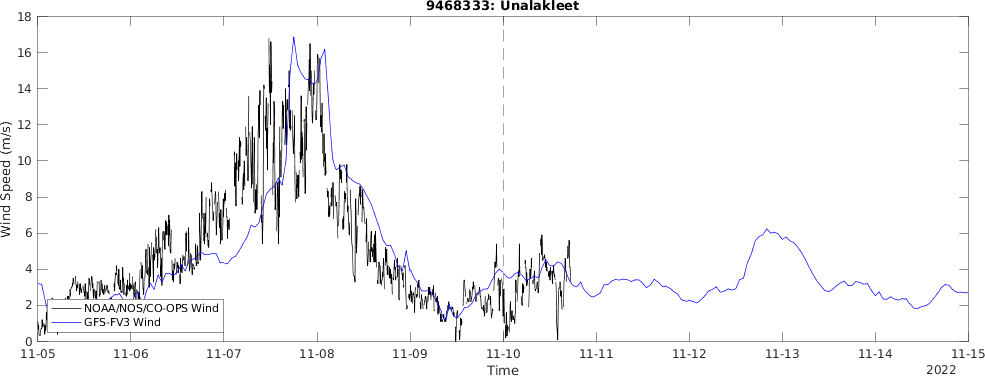 9468333: Unalakleet
18
16
14
12
10
8
6
4
2
0
Wind Speed (m/s)
NOAA/NOS/CO-OPS Wind
GFS-FV3 Wind
11-05 11-06 11-07 11-08 11-09 11-10 11-11 11-12 11-13 11-14 11-15
Time
2022